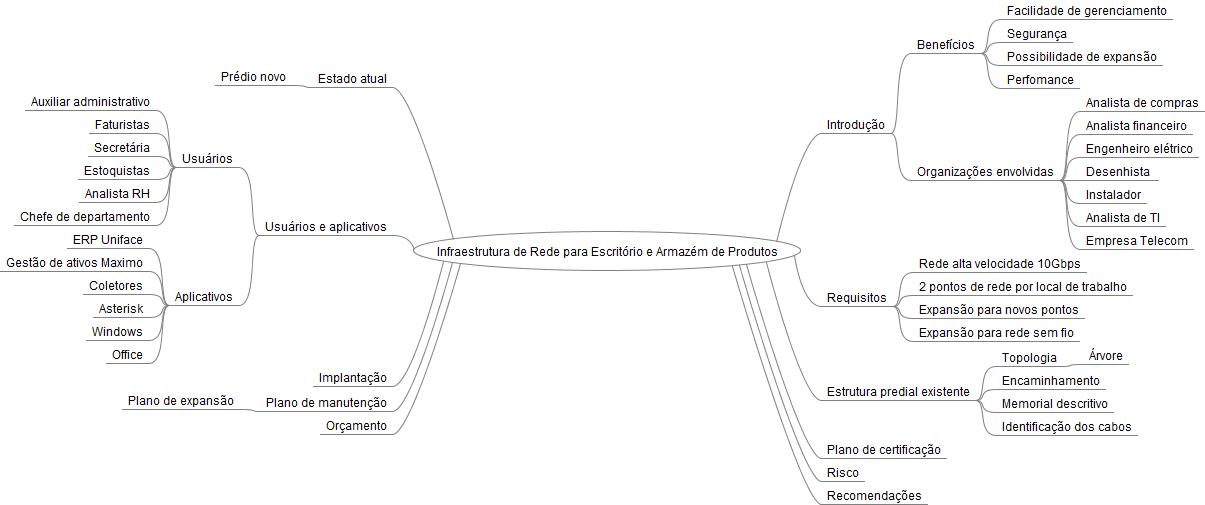 Infraestrutura de Rede para Escritório e Armazém de Produtos
Introdução
Benefícios
Facilidade de gerenciamento
Segurança
Possibilidade de expansão
Perfomance
Organizações envolvidas
Analista de compras
Analista financeiro
Engenheiro elétrico
Desenhista
Instalador
Analista de TI
Empresa Telecom
Requisitos
Rede alta velocidade 10Gbps
2 pontos de rede por local de trabalho
Expansão para novos pontos
Expansão para rede sem fio
Estrutura predial existente
Topologia
Árvore
Encaminhamento
Memorial descritivo
Identificação dos cabos
Plano de certificação
Risco
Recomendações
Estado atual
Prédio novo
Usuários e aplicativos
Usuários
Auxiliar administrativo
Faturistas
Secretária
Estoquistas
Analista RH
Chefe de departamento
Aplicativos
ERP Uniface
Gestão de ativos Maximo
Coletores
Asterisk
Windows
Office
Implantação
Plano de manutenção
Plano de expansão
Orçamento